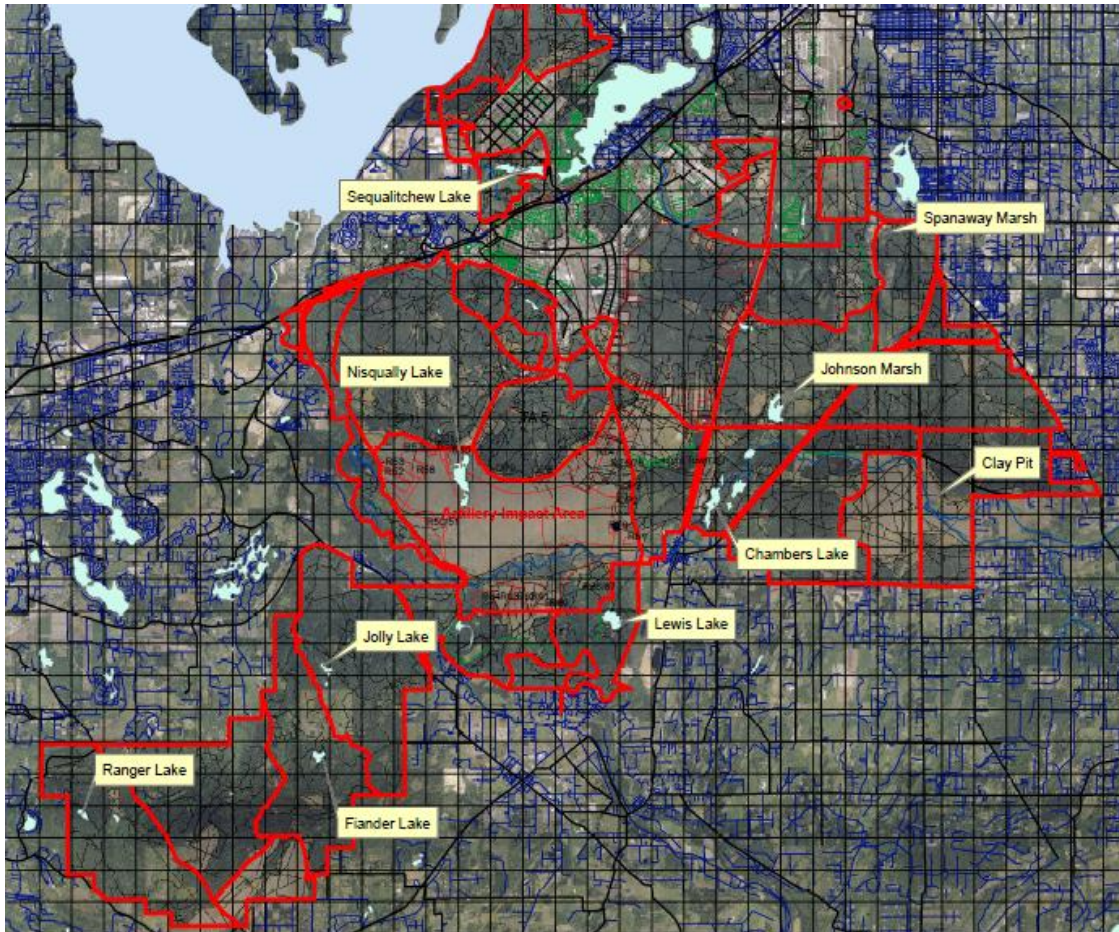 Sequalitchew Lake
Spanaway Marsh
Nisqually Lake
Johnson Marsh
TA 5
Clay Pit
Artillery Impact Area
Chambers Lake
Lewis Lake
Jolly Lake
Ranger Lake
Fiander Lake